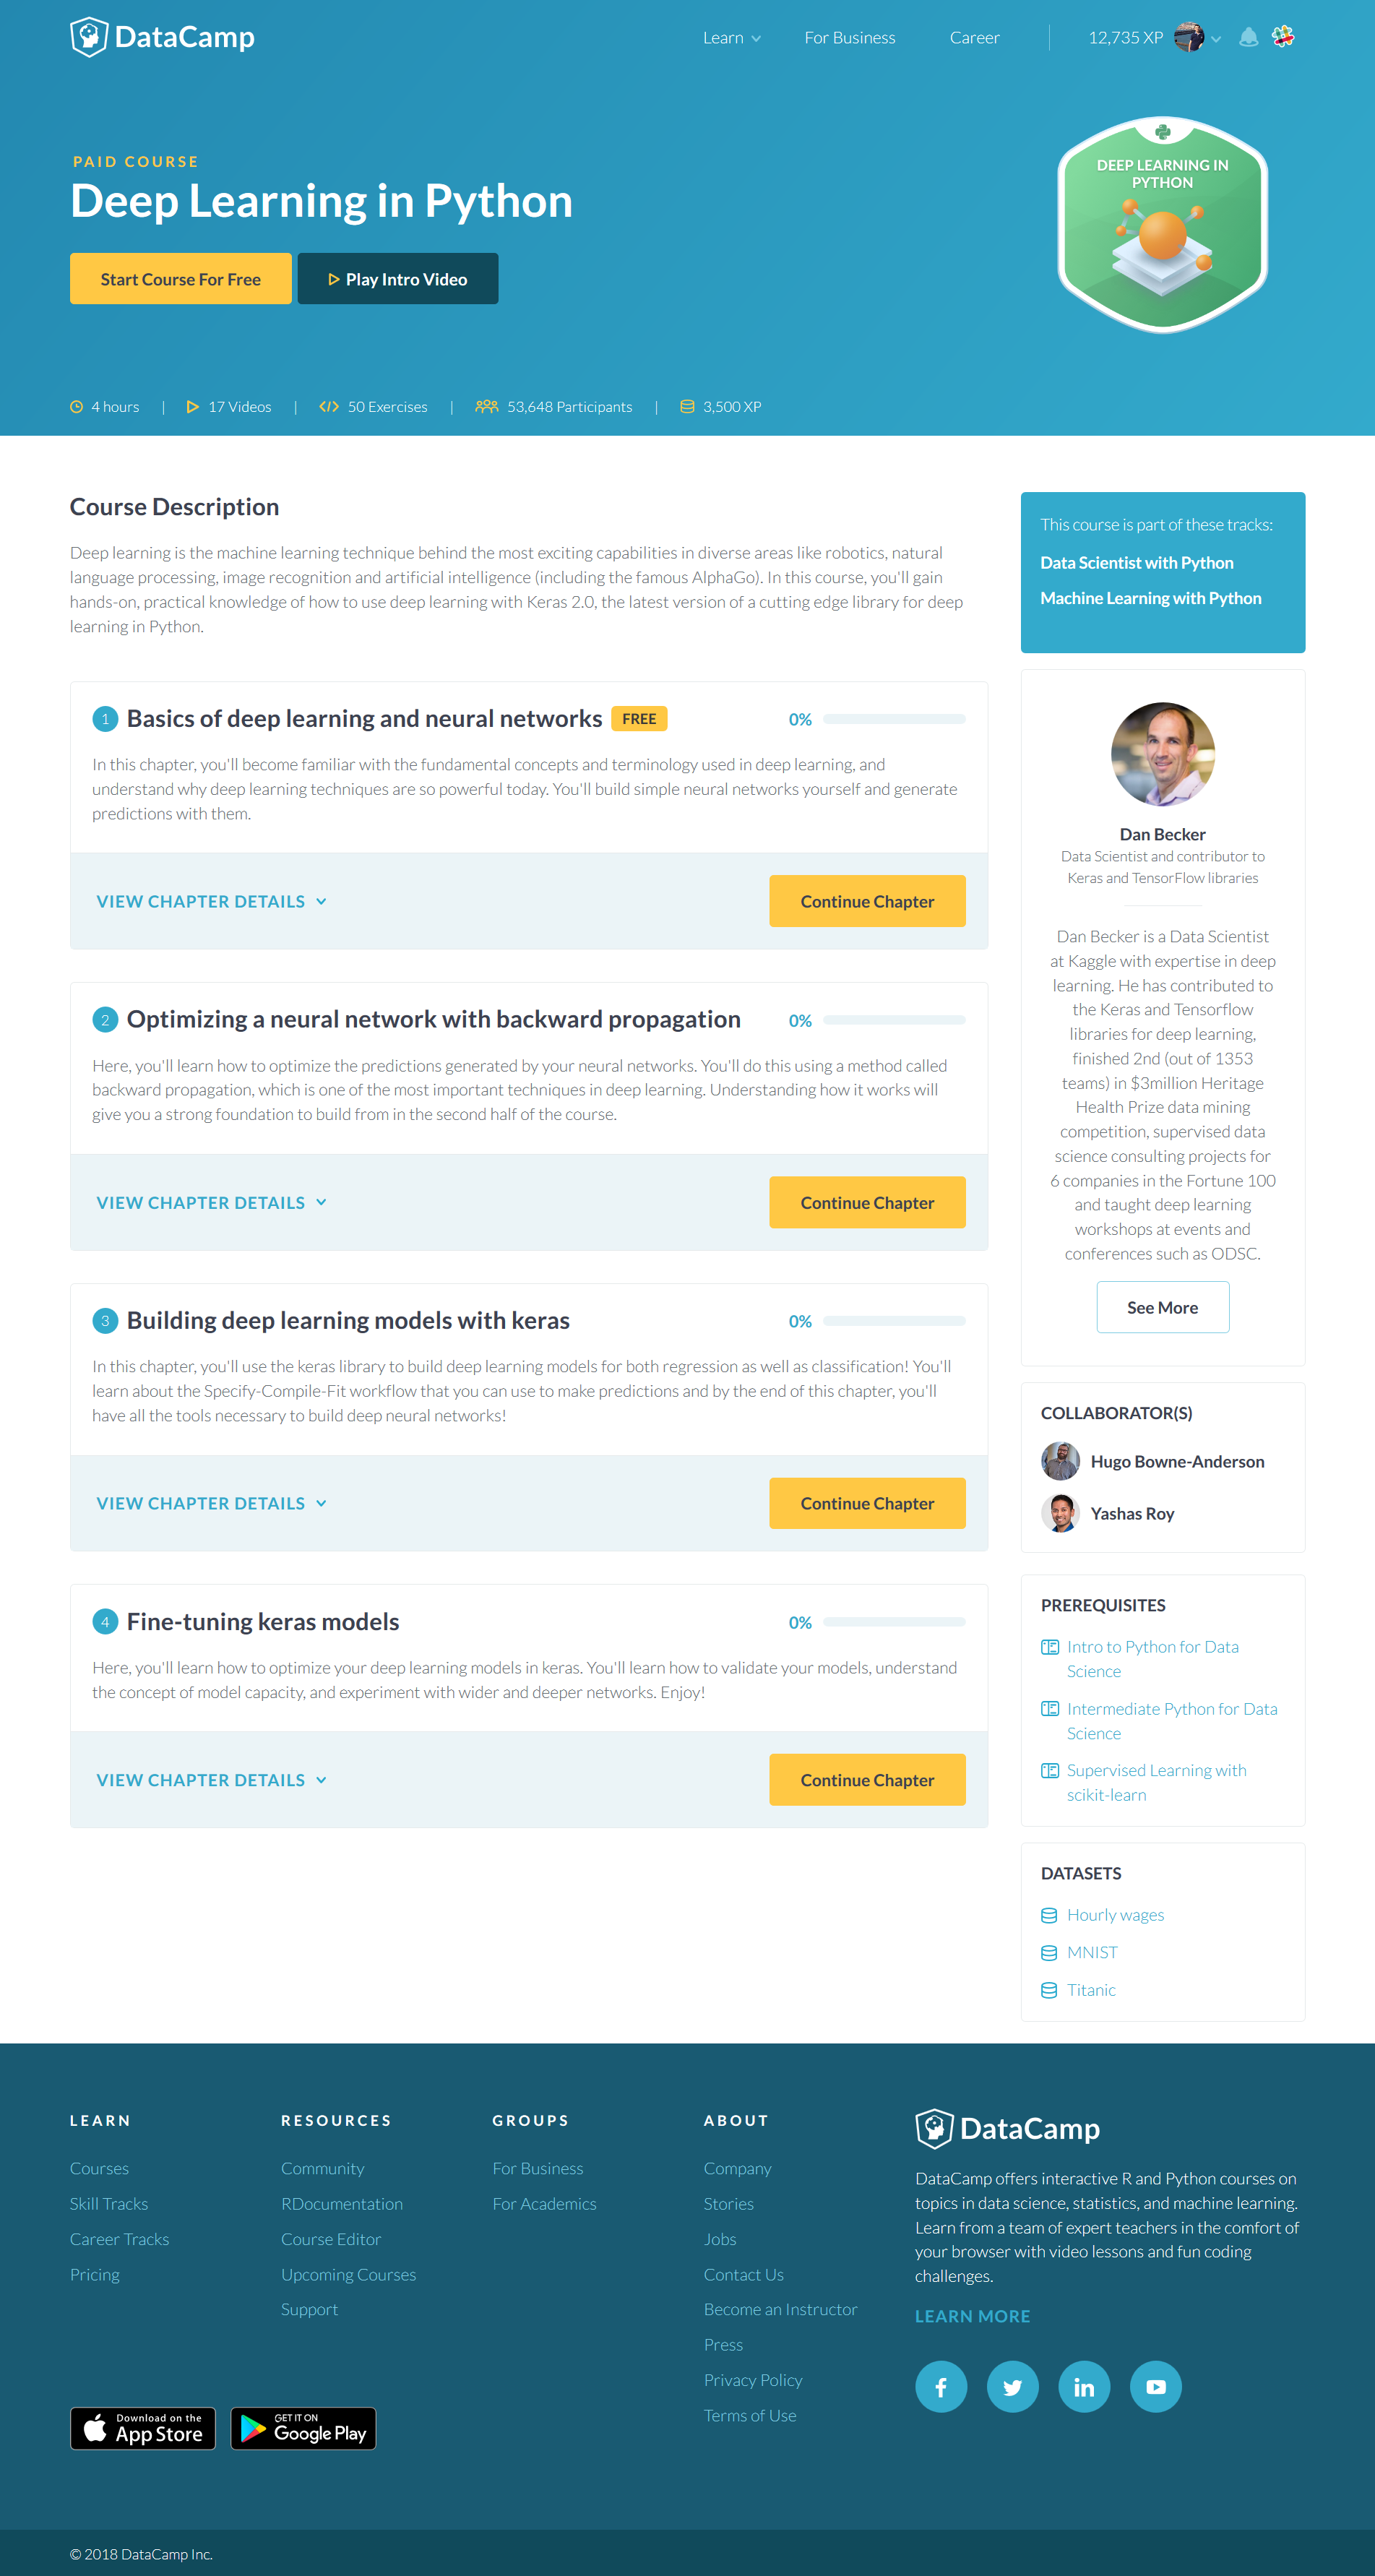 DataCamp
Learn
For Business
Career
12,735 XP
PAID COURSE
Deep Learning in Python
Start Course For Free
Play Intro Video
DEEP LEARNING IN
PYTHON
4 hours | 17 Videos | 50 Exercises | 53,648 Participants | 3,500 XP
Course Description
Deep learning is the machine learning technique behind the most exciting capabilities in diverse areas like robotics, natural
language processing, image recognition and artificial intelligence (including the famous AlphaGo). In this course, you'll gain
hands-on, practical knowledge of how to use deep learning with Keras 2.0, the latest version of a cutting edge library for deep
learning in Python.
1 Basics of deep learning and neural networks FREE 0%
In this chapter, you'll become familiar with the fundamental concepts and terminology used in deep learning, and
understand why deep learning techniques are so powerful today. You'll build simple neural networks yourself and generate
predictions with them.
VIEW CHAPTER DETAILS
Continue Chapter
2 Optimizing a neural network with backward propagation 0%
Here, you'll learn how to optimize the predictions generated by your neural networks. You'll do this using a method called
backward propagation, which is one of the most important techniques in deep learning. Understanding how it works will
give you a strong foundation to build from in the second half of the course.
VIEW CHAPTER DETAILS
Continue Chapter
3 Building deep learning models with keras 0%
In this chapter, you'll use the keras library to build deep learning models for both regression as well as classification! You'll
learn about the Specify-Compile-Fit workflow that you can use to make predictions and by the end of this chapter, you'll
have all the tools necessary to build deep neural networks!
VIEW CHAPTER DETAILS
Continue Chapter
4 Fine-tuning keras models 0%
Here, you'll learn how to optimize your deep learning models in keras. You'll learn how to validate your models, understand
the concept of model capacity, and experiment with wider and deeper networks. Enjoy!
VIEW CHAPTER DETAILS
Continue Chapter
This course is part of these tracks:
Data Scientist with Python
Machine Learning with Python
Dan Becker
Data Scientist and contributor to
Keras and TensorFlow libraries
Dan Becker is a Data Scientist
at Kaggle with expertise in deep
learning. He has contributed to
the Keras and Tensorflow
libraries for deep learning,
finished 2nd (out of 1353
teams) in $3million Heritage
Health Prize data mining
competition, supervised data
science consulting projects for
6 companies in the Fortune 100
and taught deep learning
workshops at events and
conferences such as ODSC.
See More
COLLABORATOR(S)
Hugo Bowne-Anderson
Yashas Roy
PREREQUISITES
Intro to Python for Data
Science
Intermediate Python for Data
Science
Supervised Learning with
scikit-learn
DATASETS
Hourly wages
MNIST
Titanic
LEARN
Courses
Skill Tracks
Career Tracks
Pricing
RESOURCES
Community
RDocumentation
Course Editor
Upcoming Courses
Support
GROUPS
For Business
For Academics
ABOUT
Company
Stories
Jobs
Contact Us
Become an Instructor
Press
Privacy Policy
Terms of Use
DataCamp
DataCamp offers interactive R and Python courses on
topics in data science, statistics, and machine learning.
Learn from a team of expert teachers in the comfort of
your browser with video lessons and fun coding
challenges.
LEARN MORE
Download on the
App Store
GET IT ON
Google Play
© 2018 DataCamp Inc.